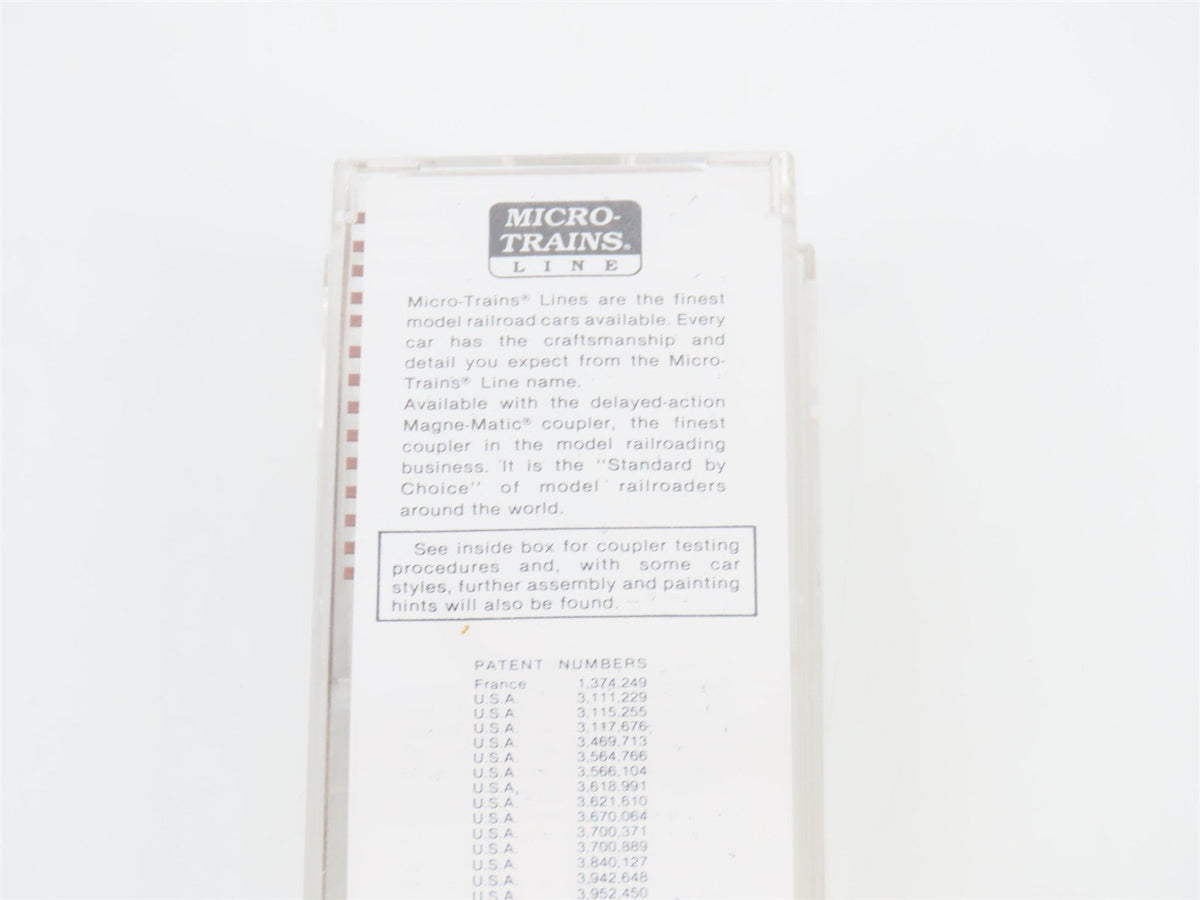 MICRO-
TRAINS®
LINE
Micro-Trains® Lines are the finest
model railroad cars available. Every
car has the craftsmanship and
detail you expect from the Micro-
Trains® Line name.
Available with the delayed-action
Magne-Matic® coupler, the finest
coupler in the model railroading
business. It is the "Standard by
Choice" of model railroaders
around the world.
See inside box for coupler testing
procedures and, with some car
styles, further assembly and painting
hints will also be found.
PATENT NUMBERS
France 1,374,249
U.S.A. 3,111,229
U.S.A. 3,115,255
U.S.A. 3,117,676
U.S.A. 3,469,713
U.S.A. 3,564,766
U.S.A. 3,566,104
U.S.A. 3,618,991
U.S.A. 3,621,610
U.S.A. 3,670,064
U.S.A. 3,700,371
U.S.A. 3,700,889
U.S.A. 3,840,127
U.S.A. 3,942,648
U.S.A. 3,952,450